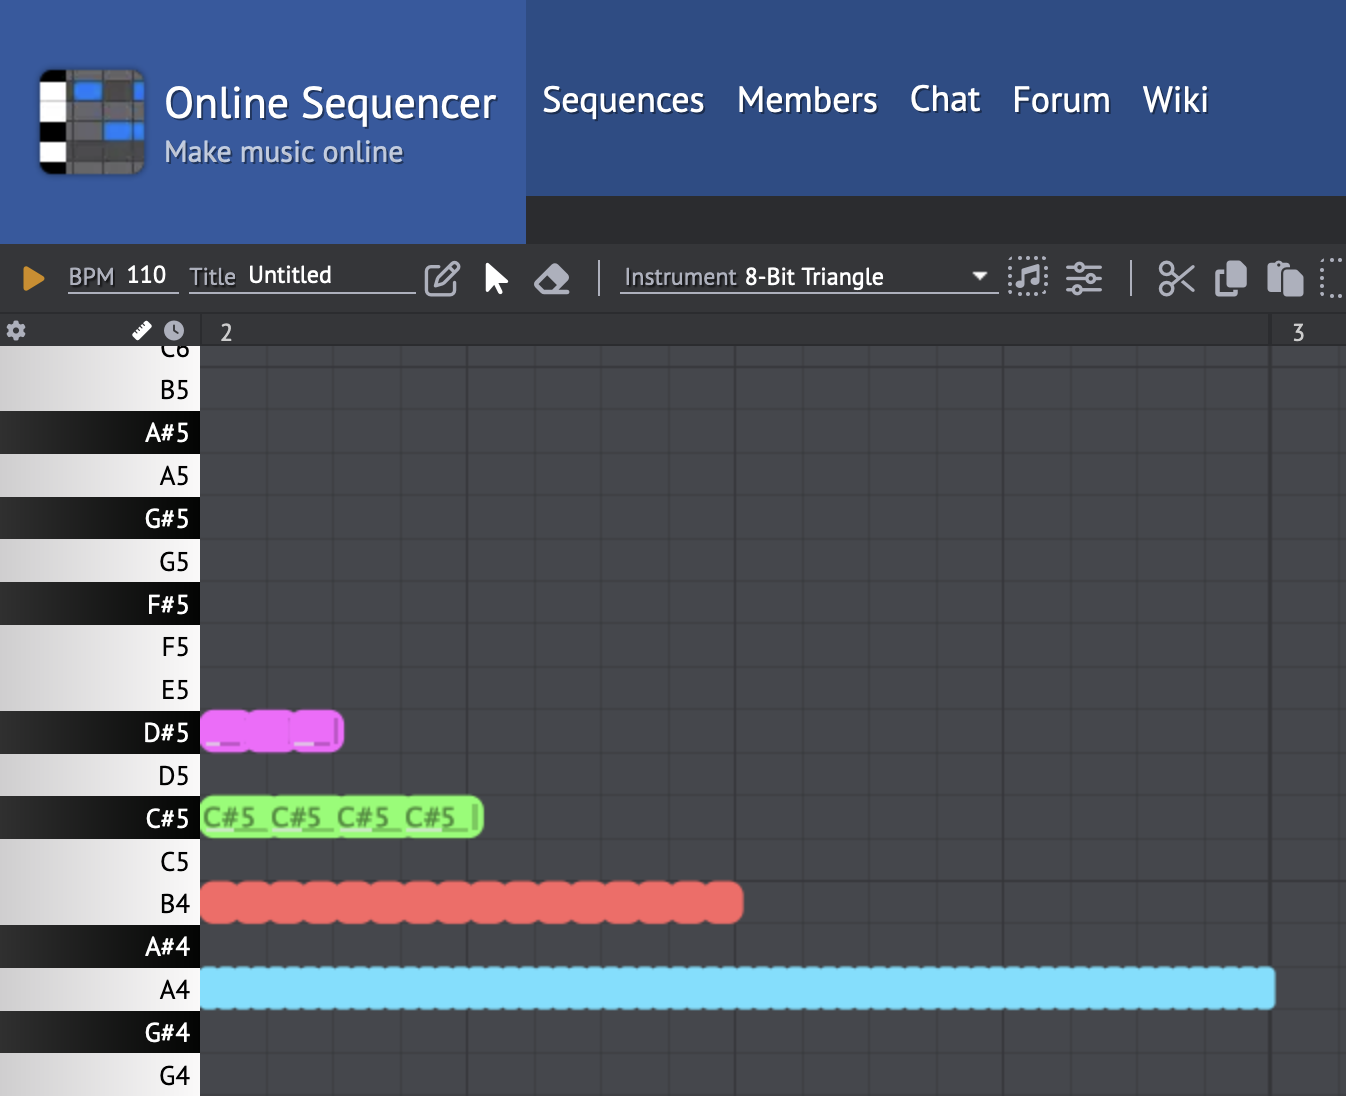 Online Sequencer
Make music online
Sequences Members Chat Forum Wiki
BPM 110 Title Untitled Instrument 8-Bit Triangle
2 3
C6
B5
A#5
A5
G#5
G5
F#5
F5
E5
D#5
D5
C#5 C#5 C#5 C#5 C#5
C5
B4
A#4
A4
G#4
G4